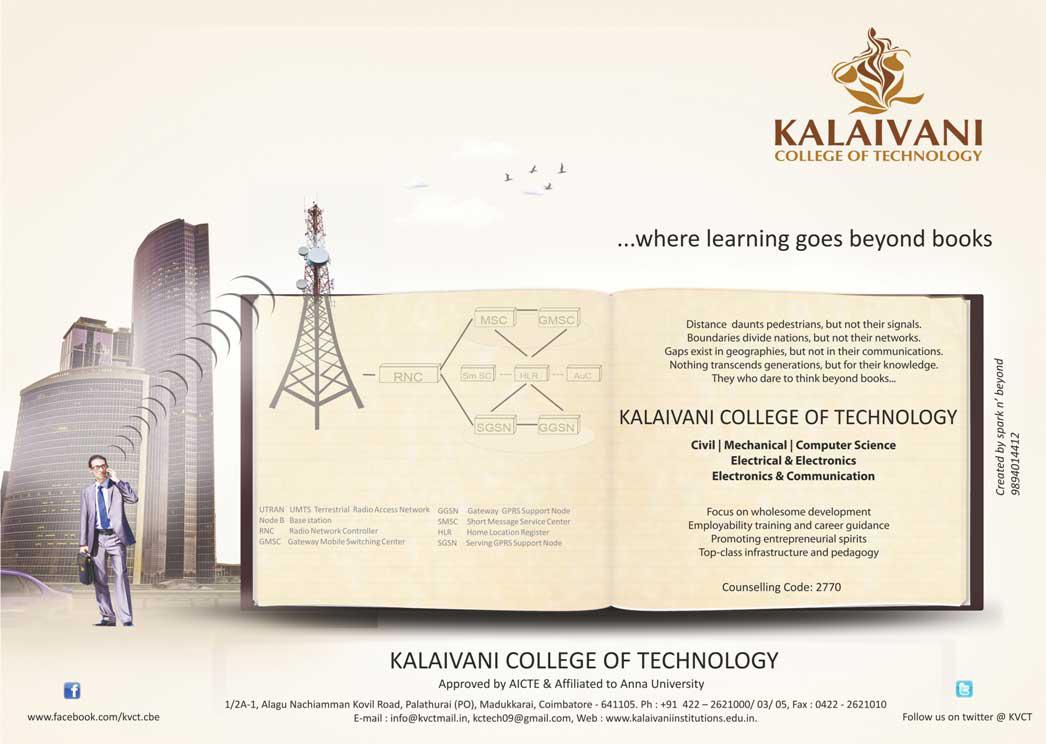 KALAIVANI
COLLEGE OF TECHNOLOGY
...where learning goes beyond books
MSC GMSC
RNC Sm SC HLR AuC
SGSN GGSN
UTRAN UMTS Terrestrial Radio Access Network
Node B Base station
RNC Radio Network Controller
GMSC Gateway Mobile Switching Center
GGSN Gateway GPRS Support Node
SMSC Short Message Service Center
HLR Home Location Register
SGSN Serving GPRS Support Node
Distance daunts pedestrians, but not their signals.
Boundaries divide nations, but not their networks.
Gaps exist in geographies, but not in their communications.
Nothing transcends generations, but for their knowledge.
They who dare to think beyond books...
KALAIVANI COLLEGE OF TECHNOLOGY
Civil | Mechanical | Computer Science
Electrical & Electronics
Electronics & Communication
Focus on wholesome development
Employability training and career guidance
Promoting entrepreneurial spirits
Top-class infrastructure and pedagogy
Counselling Code: 2770
Created by spark n' beyond
9894014412
KALAIVANI COLLEGE OF TECHNOLOGY
Approved by AICTE & Affiliated to Anna University
1/2A-1, Alagu Nachiamman Kovil Road, Palathurai (PO), Madukkarai, Coimbatore - 641105. Ph : +91 422 – 2621000/ 03/ 05, Fax : 0422 - 2621010
E-mail : info@kvctmail.in, kctech09@gmail.com, Web : www.kalaivaniinstitutions.edu.in.
www.facebook.com/kvct.cbe
Follow us on twitter @ KVCT